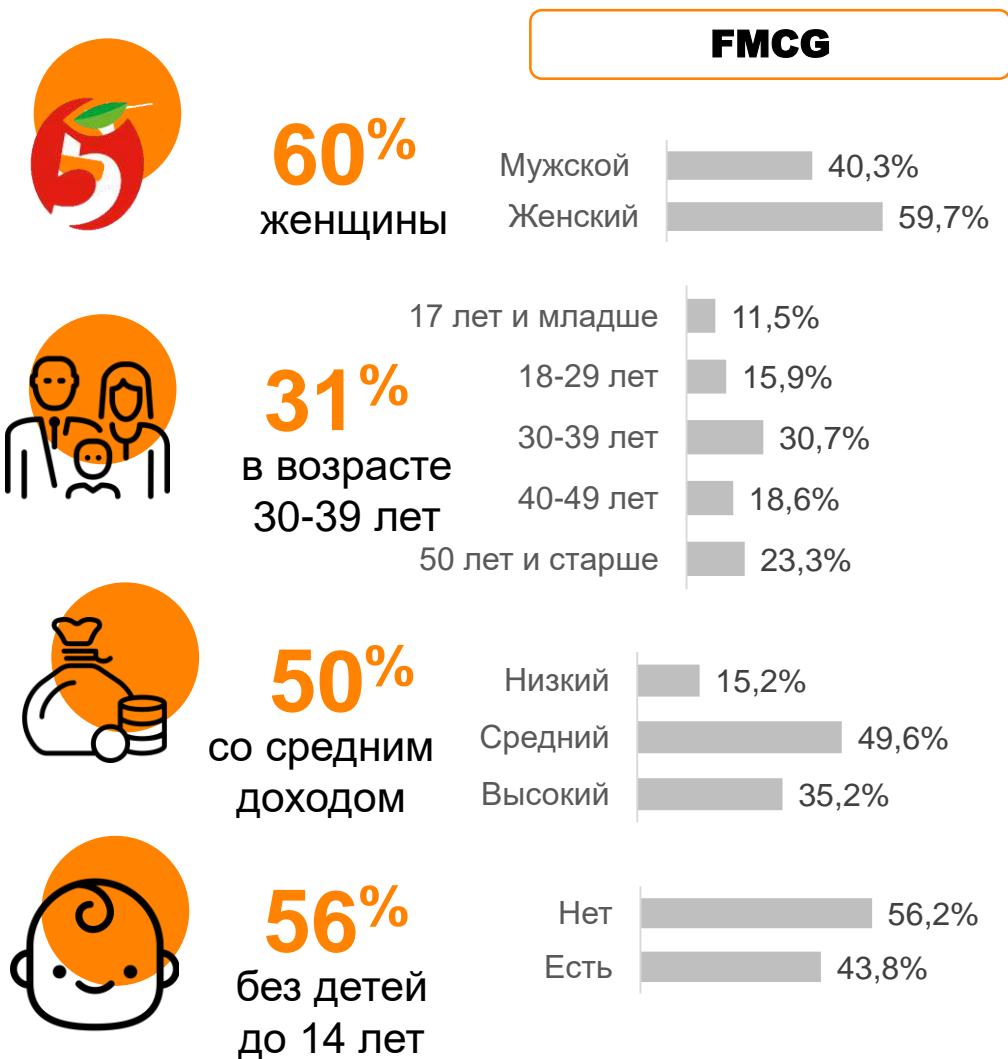 FMCG
5
60%
женщины
Мужской 40,3%
Женский 59,7%
31%
в возрасте
30-39 лет
17 лет и младше 11,5%
18-29 лет 15,9%
30-39 лет 30,7%
40-49 лет 18,6%
50 лет и старше 23,3%
50%
со средним
доходом
Низкий 15,2%
Средний 49,6%
Высокий 35,2%
56%
без детей
до 14 лет
Нет 56,2%
Есть 43,8%